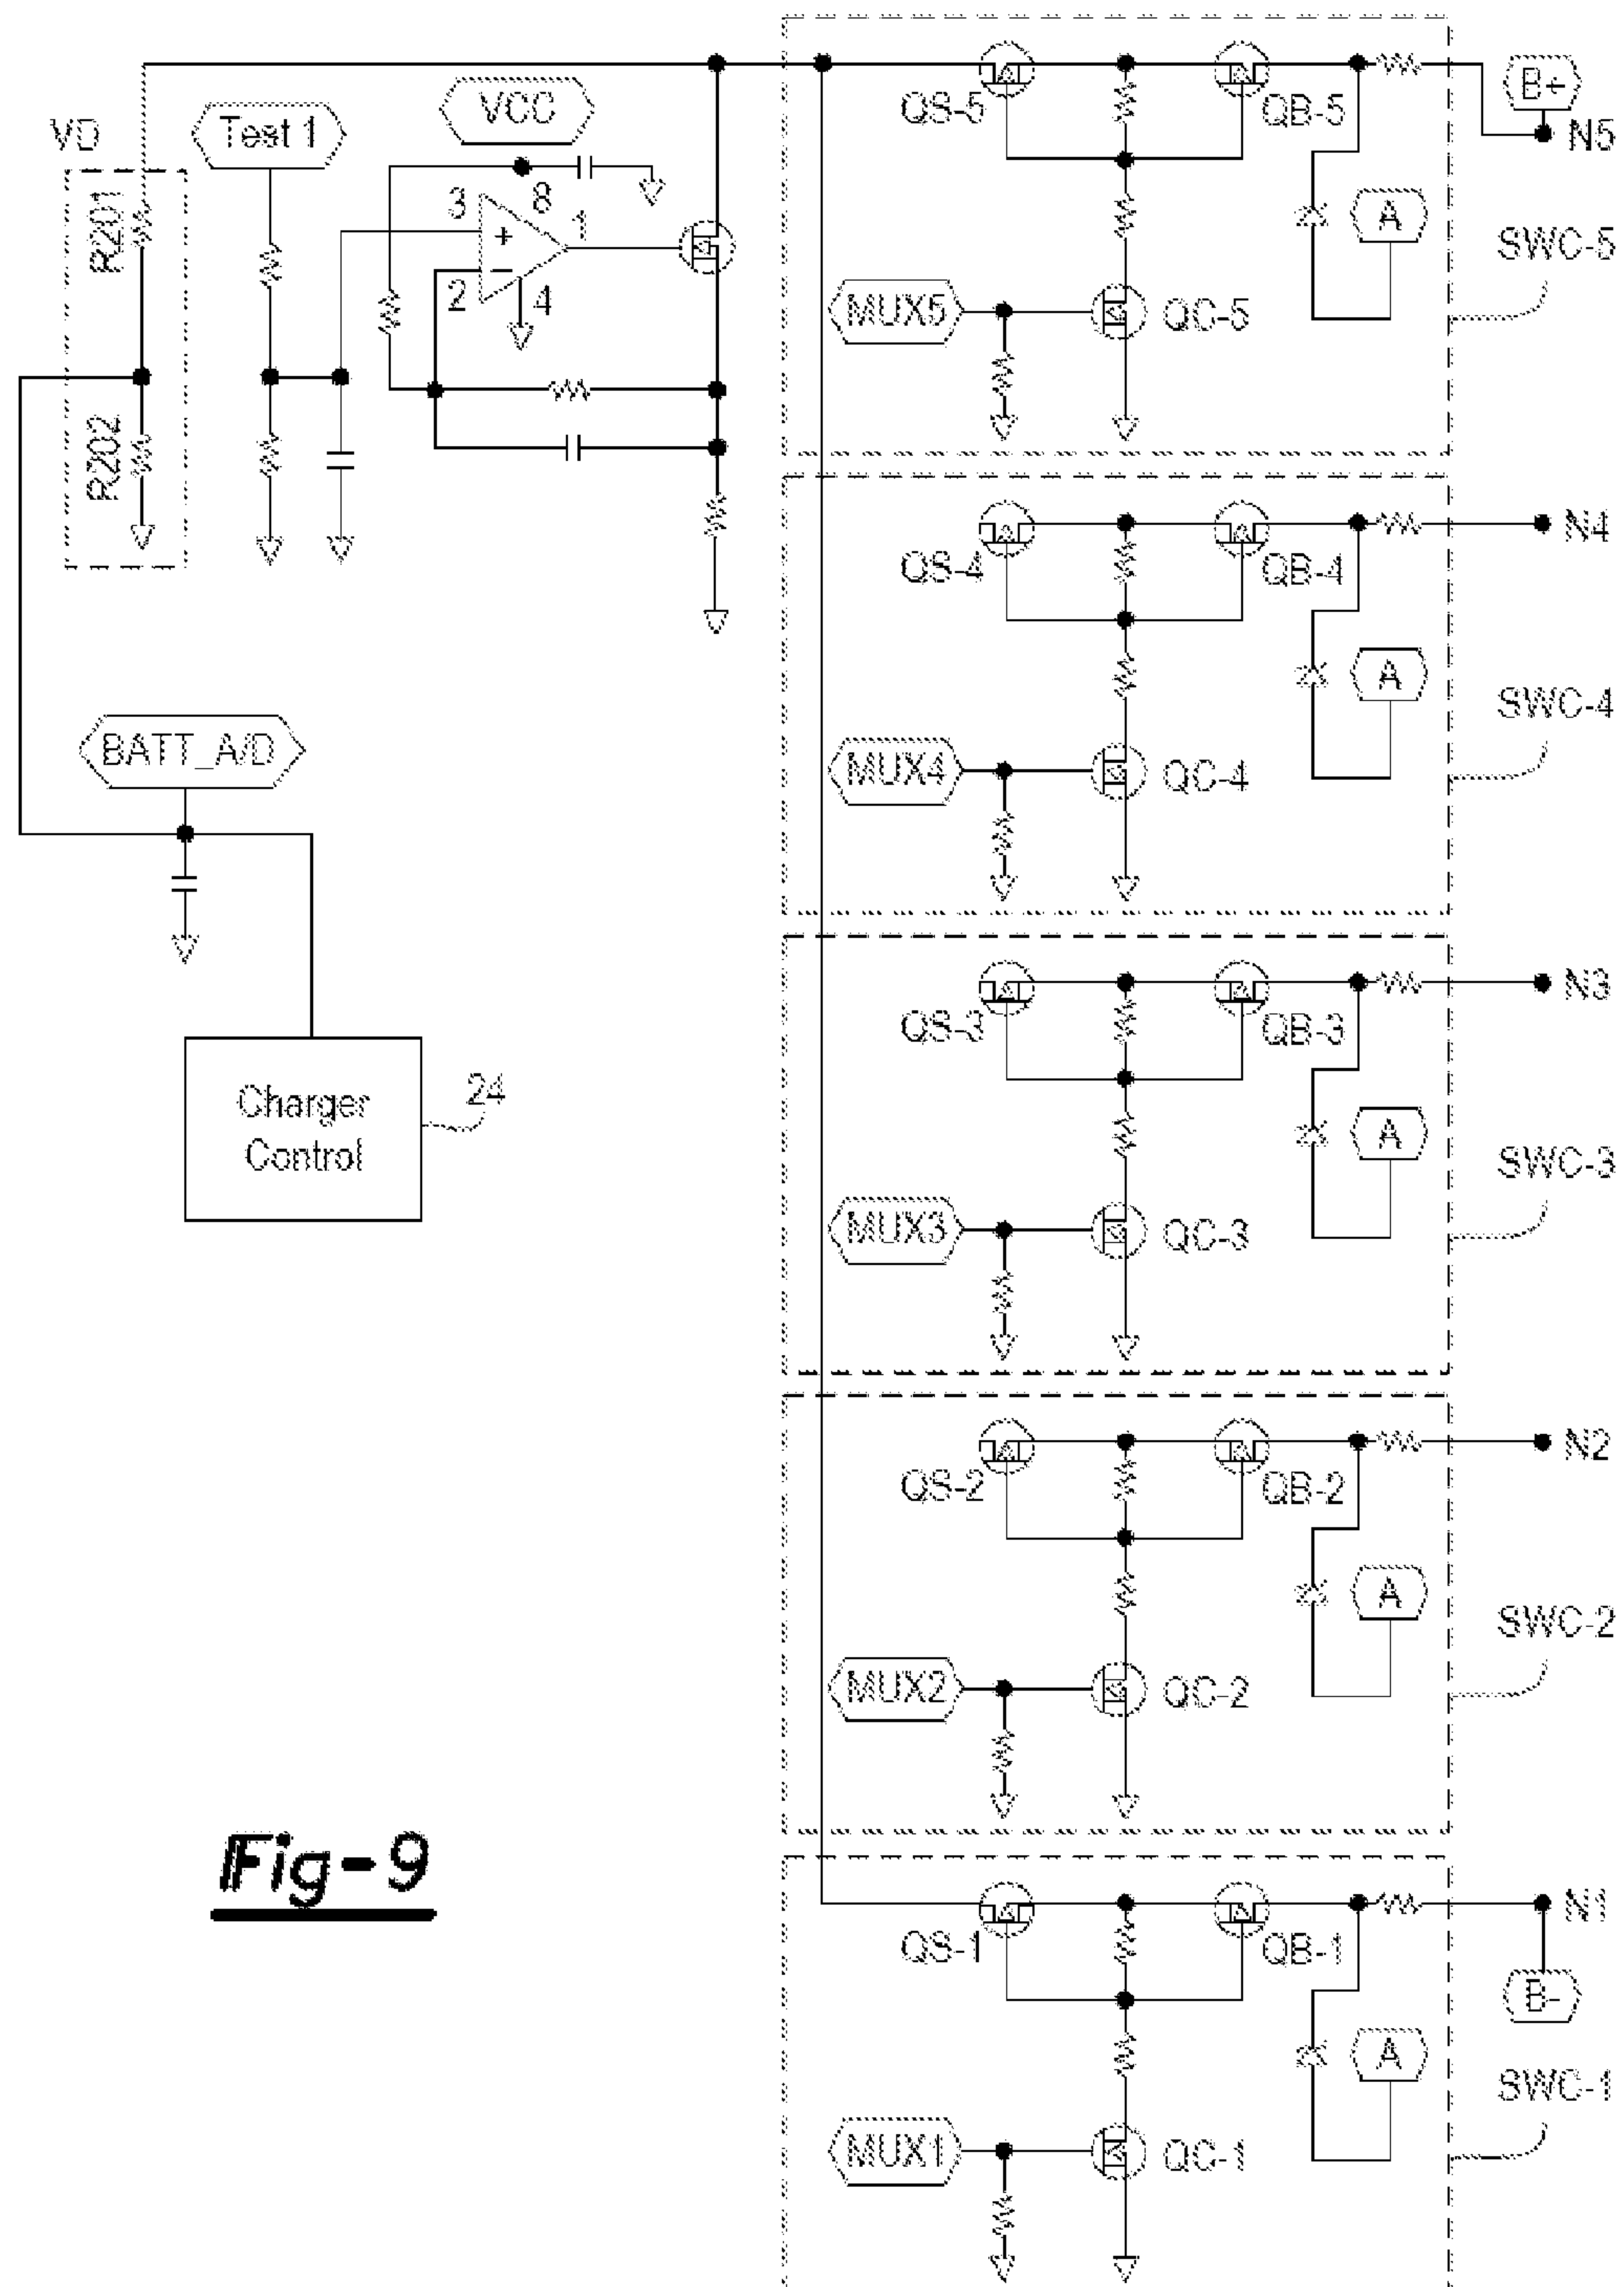 VD
R201
R202
Test 1
VCC
3
8
1
+
-
2
4
QS-5
QB-5
B+
N5
A
SWC-5
MUX5
QC-5
QS-4
QB-4
N4
A
SWC-4
MUX4
QC-4
BATT_A/D
Charger
Control
24
QS-3
QB-3
N3
A
SWC-3
MUX3
QC-3
QS-2
QB-2
N2
A
SWC-2
MUX2
QC-2
QS-1
QB-1
N1
B-
A
SWC-1
MUX1
QC-1
Fig-9